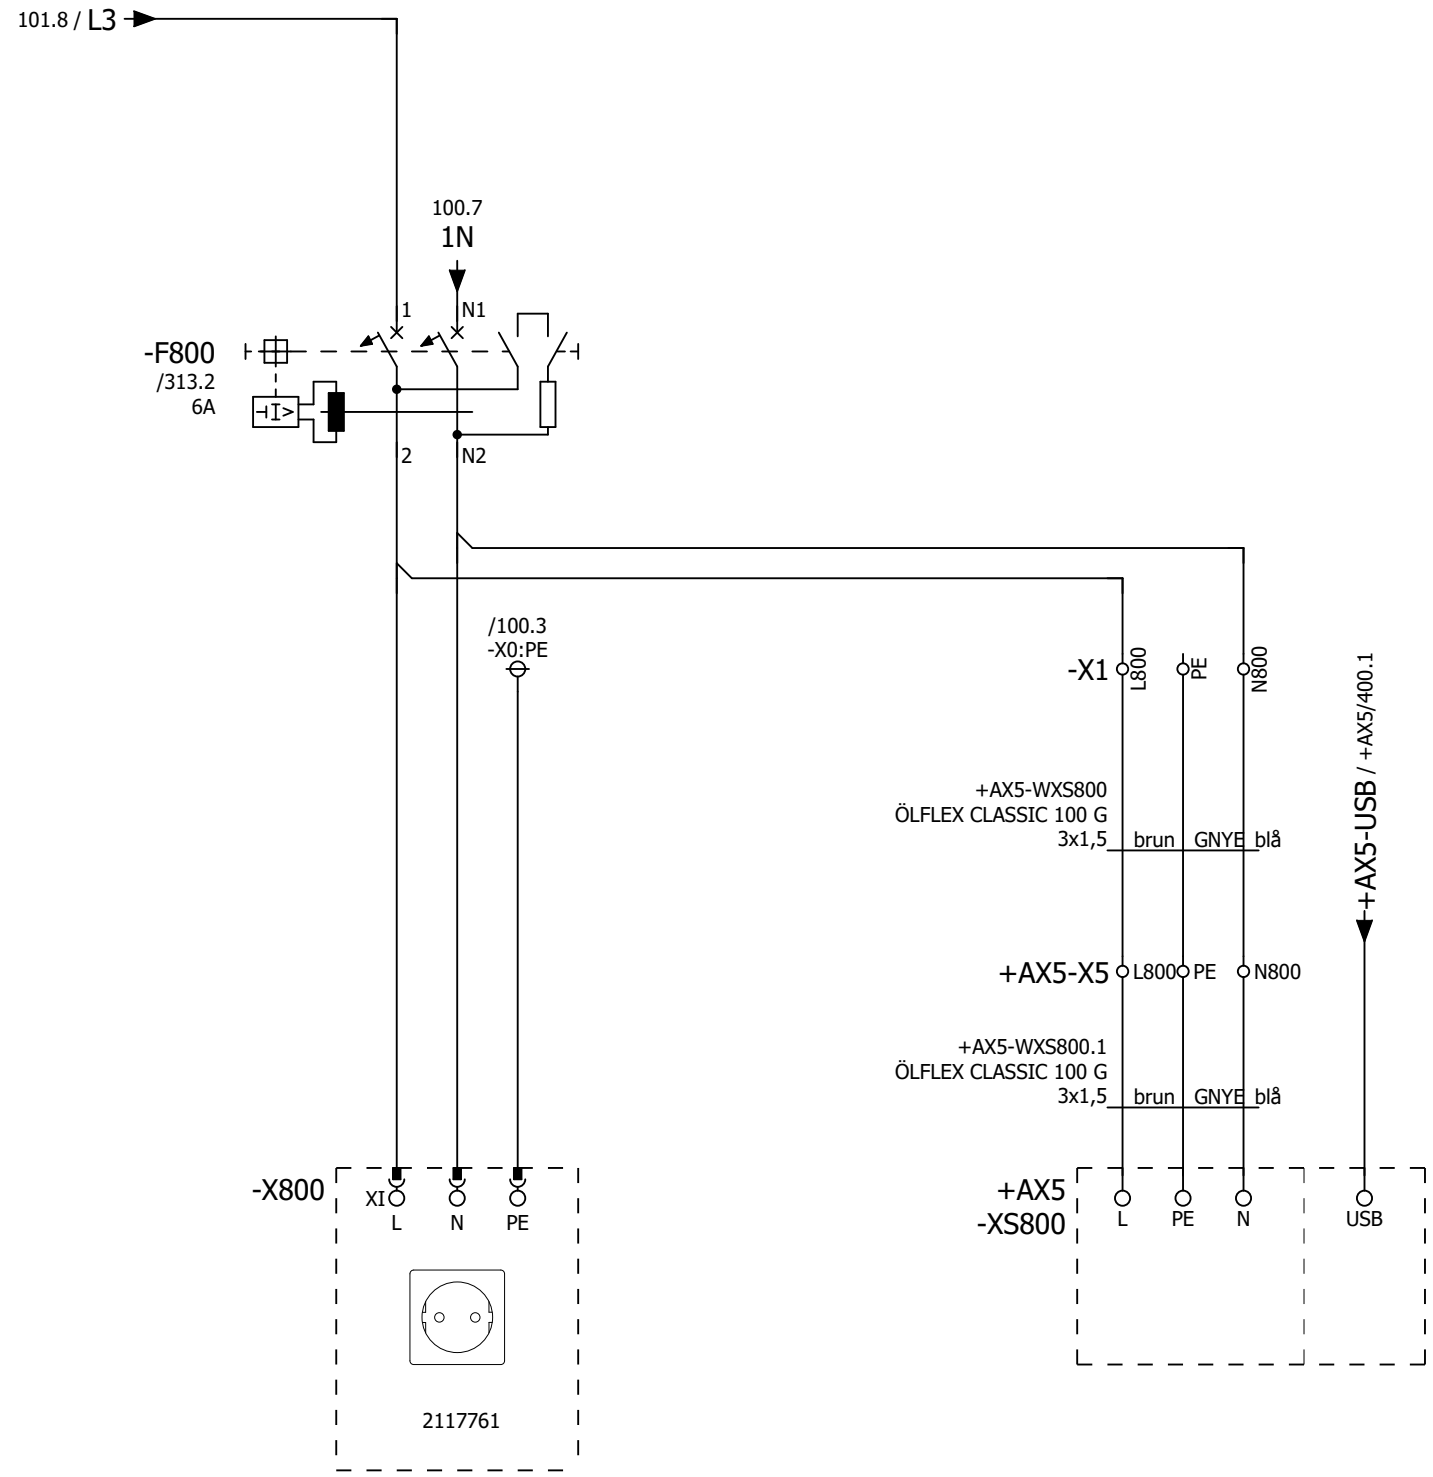 101.8 / L3
100.7
1N
1
N1
-F800
/313.2
6A
I>
2
N2
/100.3
-X0:PE
-X1
L800
PE
N800
+AX5-USB / +AX5/400.1
+AX5-WXS800
ÖLFLEX CLASSIC 100 G
3x1,5
brun GNYE blå
+AX5-X5
L800 PE N800
+AX5-WXS800.1
ÖLFLEX CLASSIC 100 G
3x1,5
brun GNYE blå
-X800
XI
L N PE
2117761
+AX5
-XS800
L PE N USB